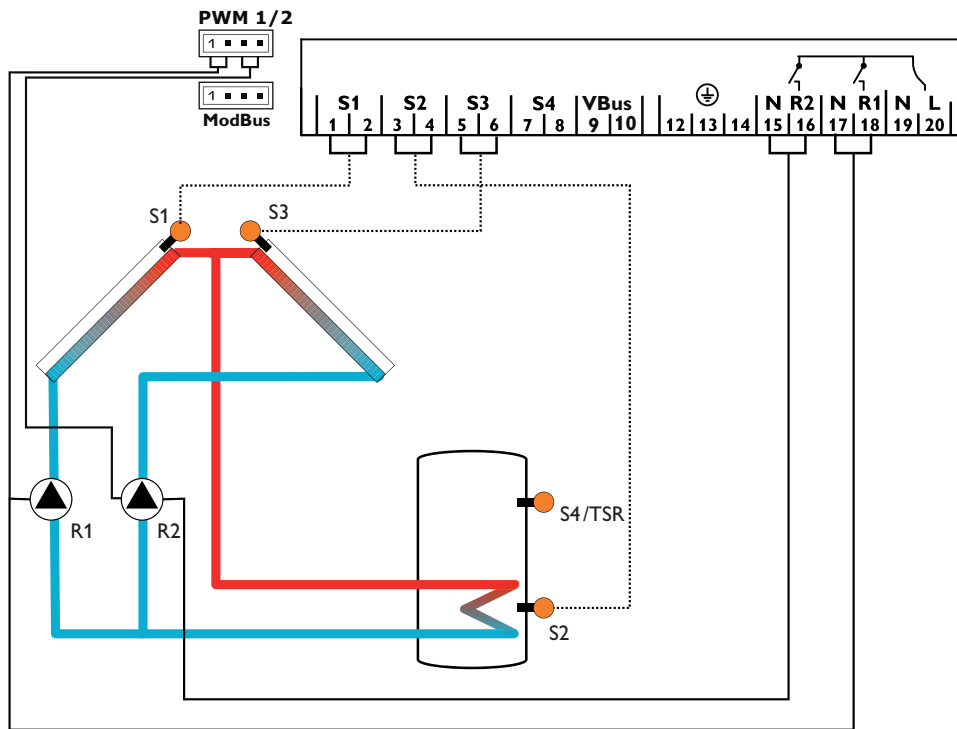 PWM 1/2
1
1
ModBus
S1 S2 S3 S4 VBus N R2 N R1 N L
1 2 3 4 5 6 7 8 9 10 12 13 14 15 16 17 18 19 20
S1 S3
S4/TSR
R1 R2
S2